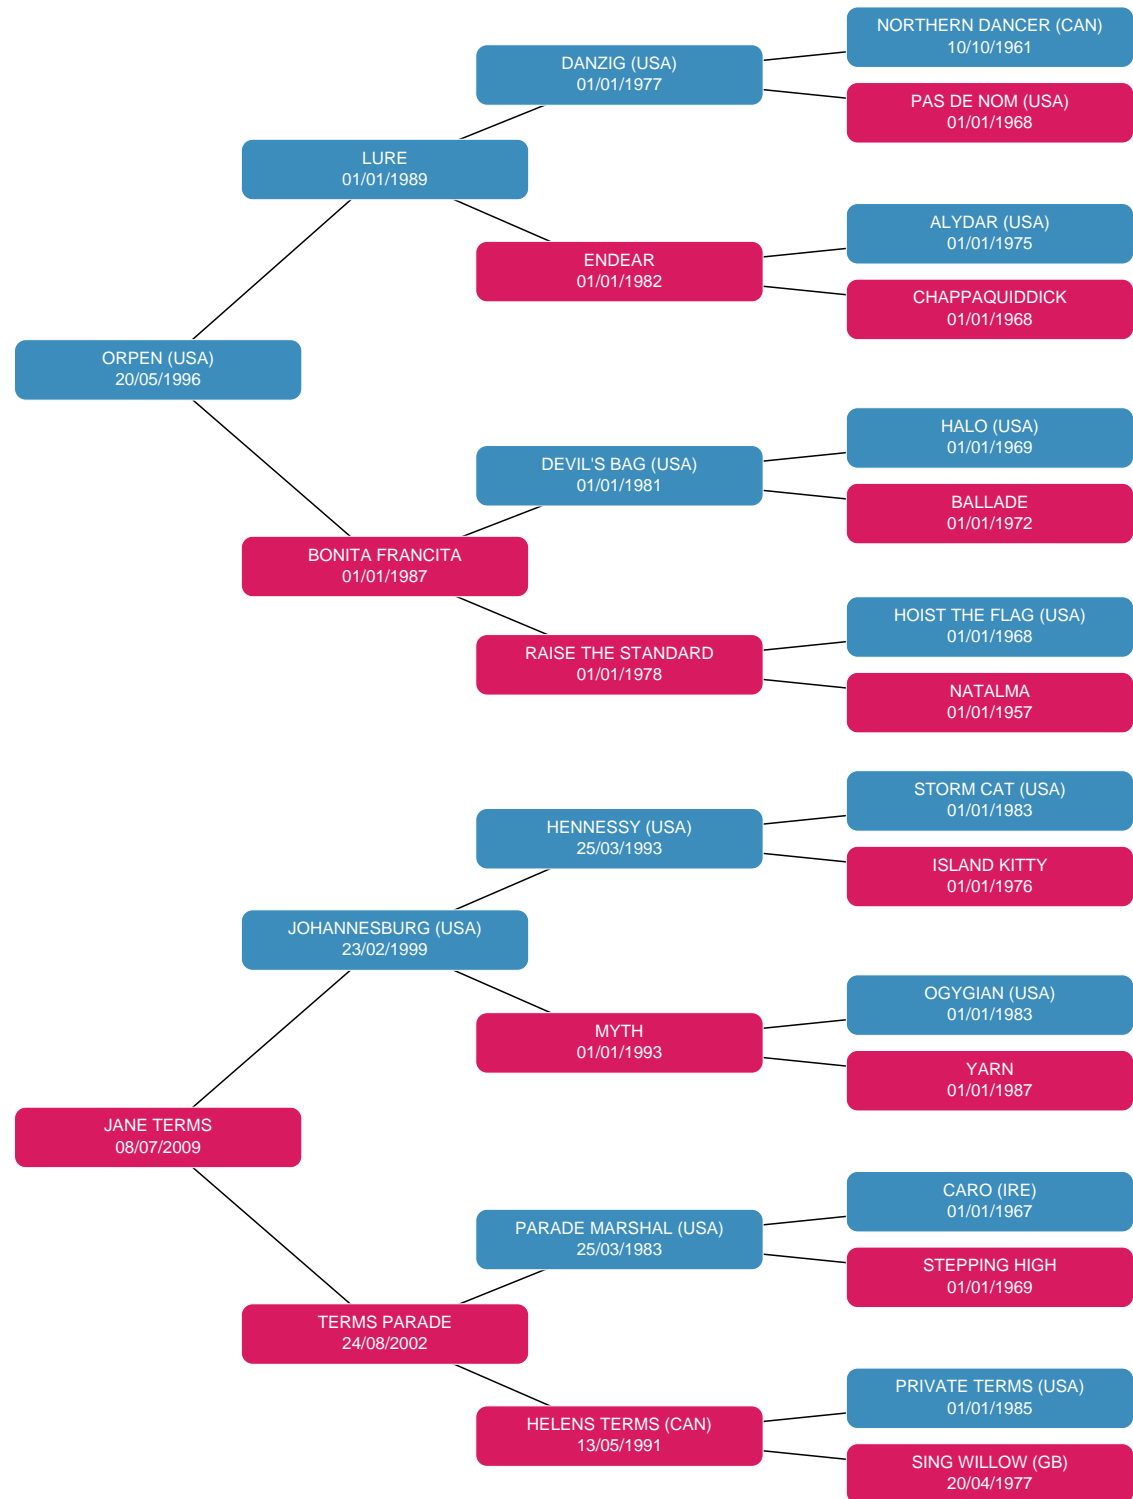 NORTHERN DANCER (CAN)
10/10/1961
DANZIG (USA)
01/01/1977
PAS DE NOM (USA)
01/01/1968
LURE
01/01/1989
ALYDAR (USA)
01/01/1975
ENDEAR
01/01/1982
CHAPPAQUIDDICK
01/01/1968
ORPEN (USA)
20/05/1996
HALO (USA)
01/01/1969
DEVIL'S BAG (USA)
01/01/1981
BALLADE
01/01/1972
BONITA FRANCITA
01/01/1987
HOIST THE FLAG (USA)
01/01/1968
RAISE THE STANDARD
01/01/1978
NATALMA
01/01/1957
STORM CAT (USA)
01/01/1983
HENNESSY (USA)
25/03/1993
ISLAND KITTY
01/01/1976
JOHANNESBURG (USA)
23/02/1999
OGYGIAN (USA)
01/01/1983
MYTH
01/01/1993
YARN
01/01/1987
JANE TERMS
08/07/2009
CARO (IRE)
01/01/1967
PARADE MARSHAL (USA)
25/03/1983
STEPPING HIGH
01/01/1969
TERMS PARADE
24/08/2002
PRIVATE TERMS (USA)
01/01/1985
HELENS TERMS (CAN)
13/05/1991
SING WILLOW (GB)
20/04/1977